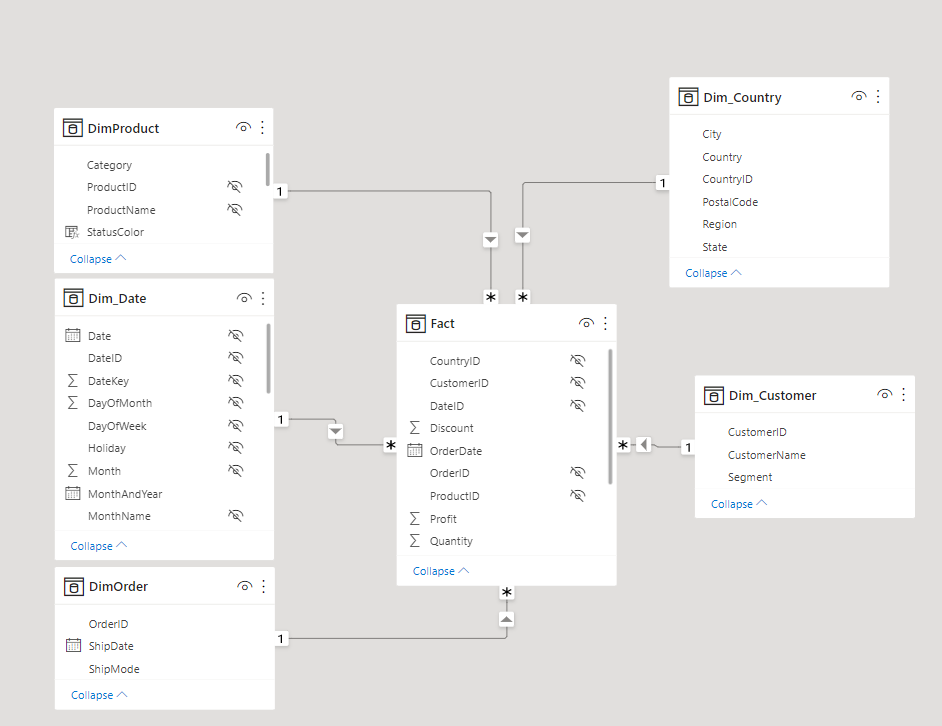 DimProduct
Category
ProductID
ProductName
StatusColor
Collapse
1
Dim_Country
City
Country
CountryID
PostalCode
Region
State
Collapse
1
Dim_Date
Date
DateID
DateKey
DayOfMonth
DayOfWeek
Holiday
Month
MonthAndYear
MonthName
Collapse
1
*
*
Fact
CountryID
CustomerID
DateID
Discount
OrderDate
OrderID
ProductID
Profit
Quantity
Collapse
*
*
*
Dim_Customer
CustomerID
CustomerName
Segment
Collapse
1
DimOrder
OrderID
ShipDate
ShipMode
Collapse
1